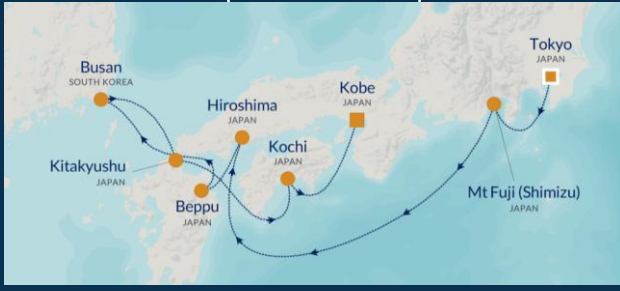 Tokyo
JAPAN
Busan
SOUTH KOREA
Kobe
JAPAN
Hiroshima
JAPAN
Kochi
JAPAN
Kitakyushu
JAPAN
Mt Fuji (Shimizu)
JAPAN
Beppu
JAPAN